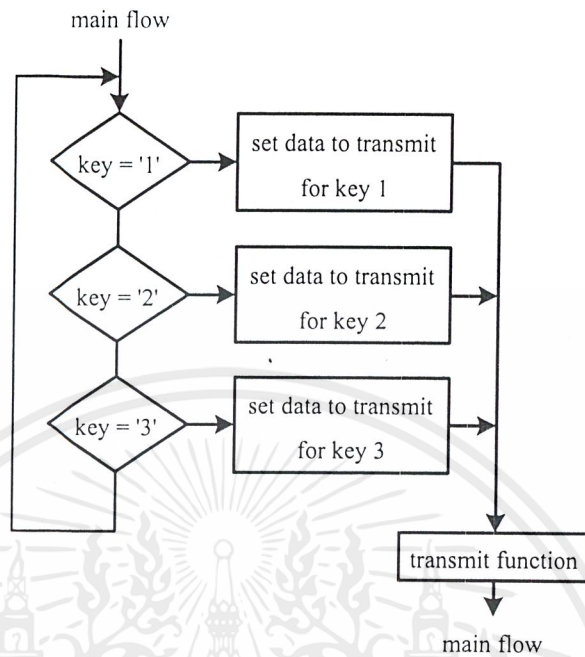 main flow
key = '1'
set data to transmit
for key 1
key = '2'
set data to transmit
for key 2
key = '3'
set data to transmit
for key 3
transmit function
main flow